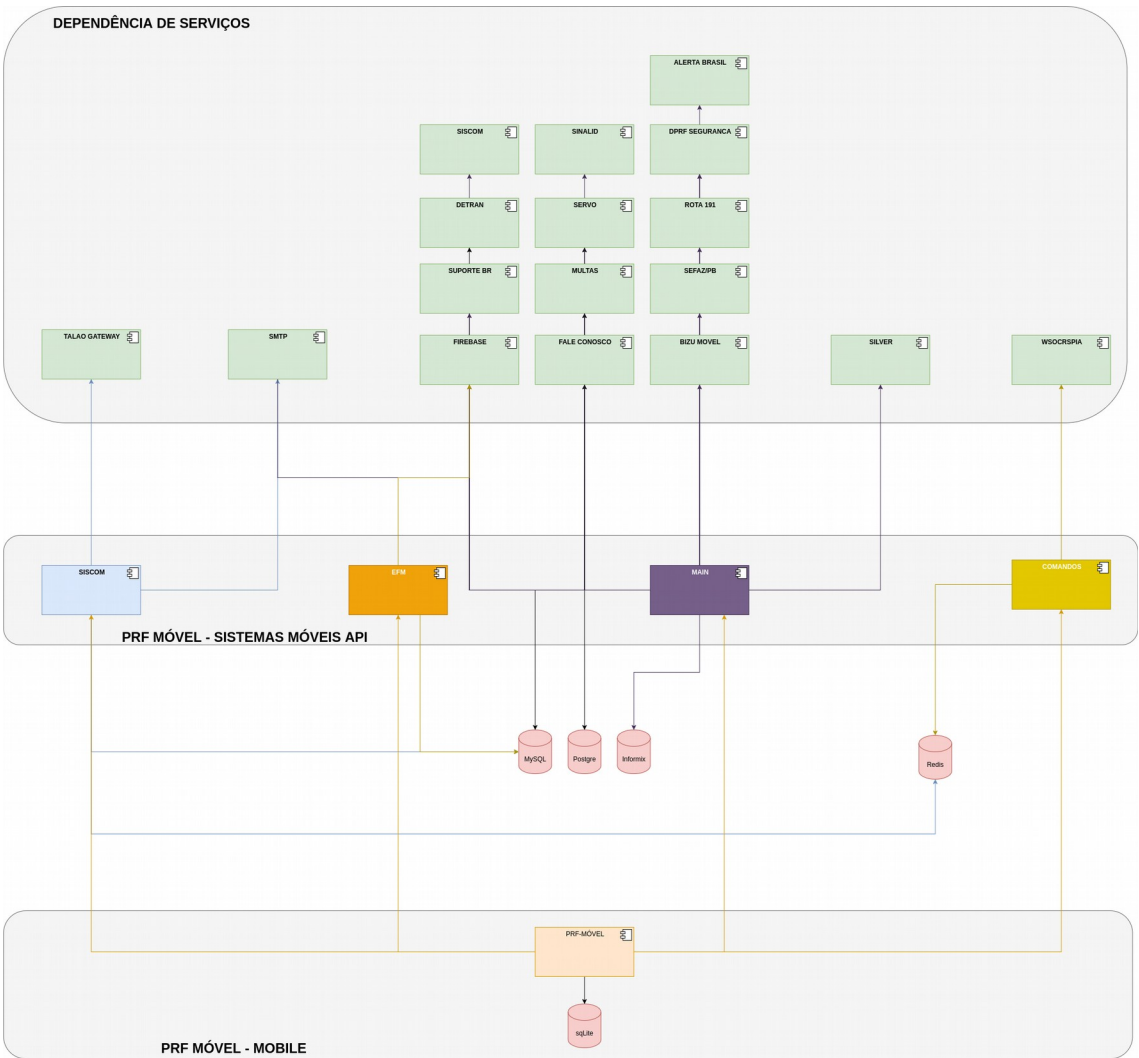 DEPENDÊNCIA DE SERVIÇOS
ALERTA BRASIL
SISCOM
SINALID
DPRF SEGURANCA
DETRAN
SERVO
ROTA 191
SUPORTE BR
MULTAS
SEFAZ/PB
TALAO GATEWAY
SMTP
FIREBASE
FALE CONOSCO
BIZU MOVEL
SILVER
WSOCRSPIA
SISCOM
EFM
MAIN
COMANDOS
PRF MÓVEL - SISTEMAS MÓVEIS API
MySQL
Postgre
Informix
Redis
PRF-MÓVEL
sqLite
PRF MÓVEL - MOBILE